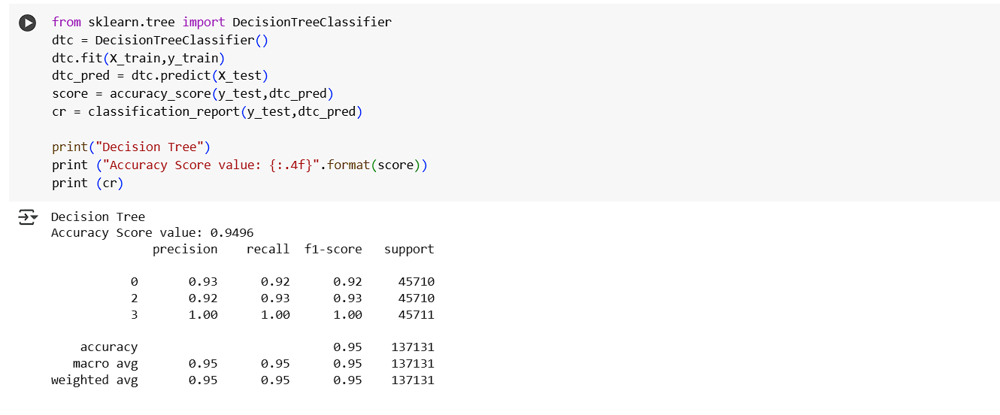 from sklearn.tree import DecisionTreeClassifier
dtc = DecisionTreeClassifier()
dtc.fit(X_train,y_train)
dtc_pred = dtc.predict(X_test)
score = accuracy_score(y_test,dtc_pred)
cr = classification_report(y_test,dtc_pred)

print("Decision Tree")
print ("Accuracy Score value: {:.4f}".format(score))
print (cr)
Decision Tree
Accuracy Score value: 0.9496
              precision    recall  f1-score   support

           0       0.93      0.92      0.92     45710
           2       0.92      0.93      0.93     45710
           3       1.00      1.00      1.00     45711

    accuracy                           0.95    137131
   macro avg       0.95      0.95      0.95    137131
weighted avg       0.95      0.95      0.95    137131